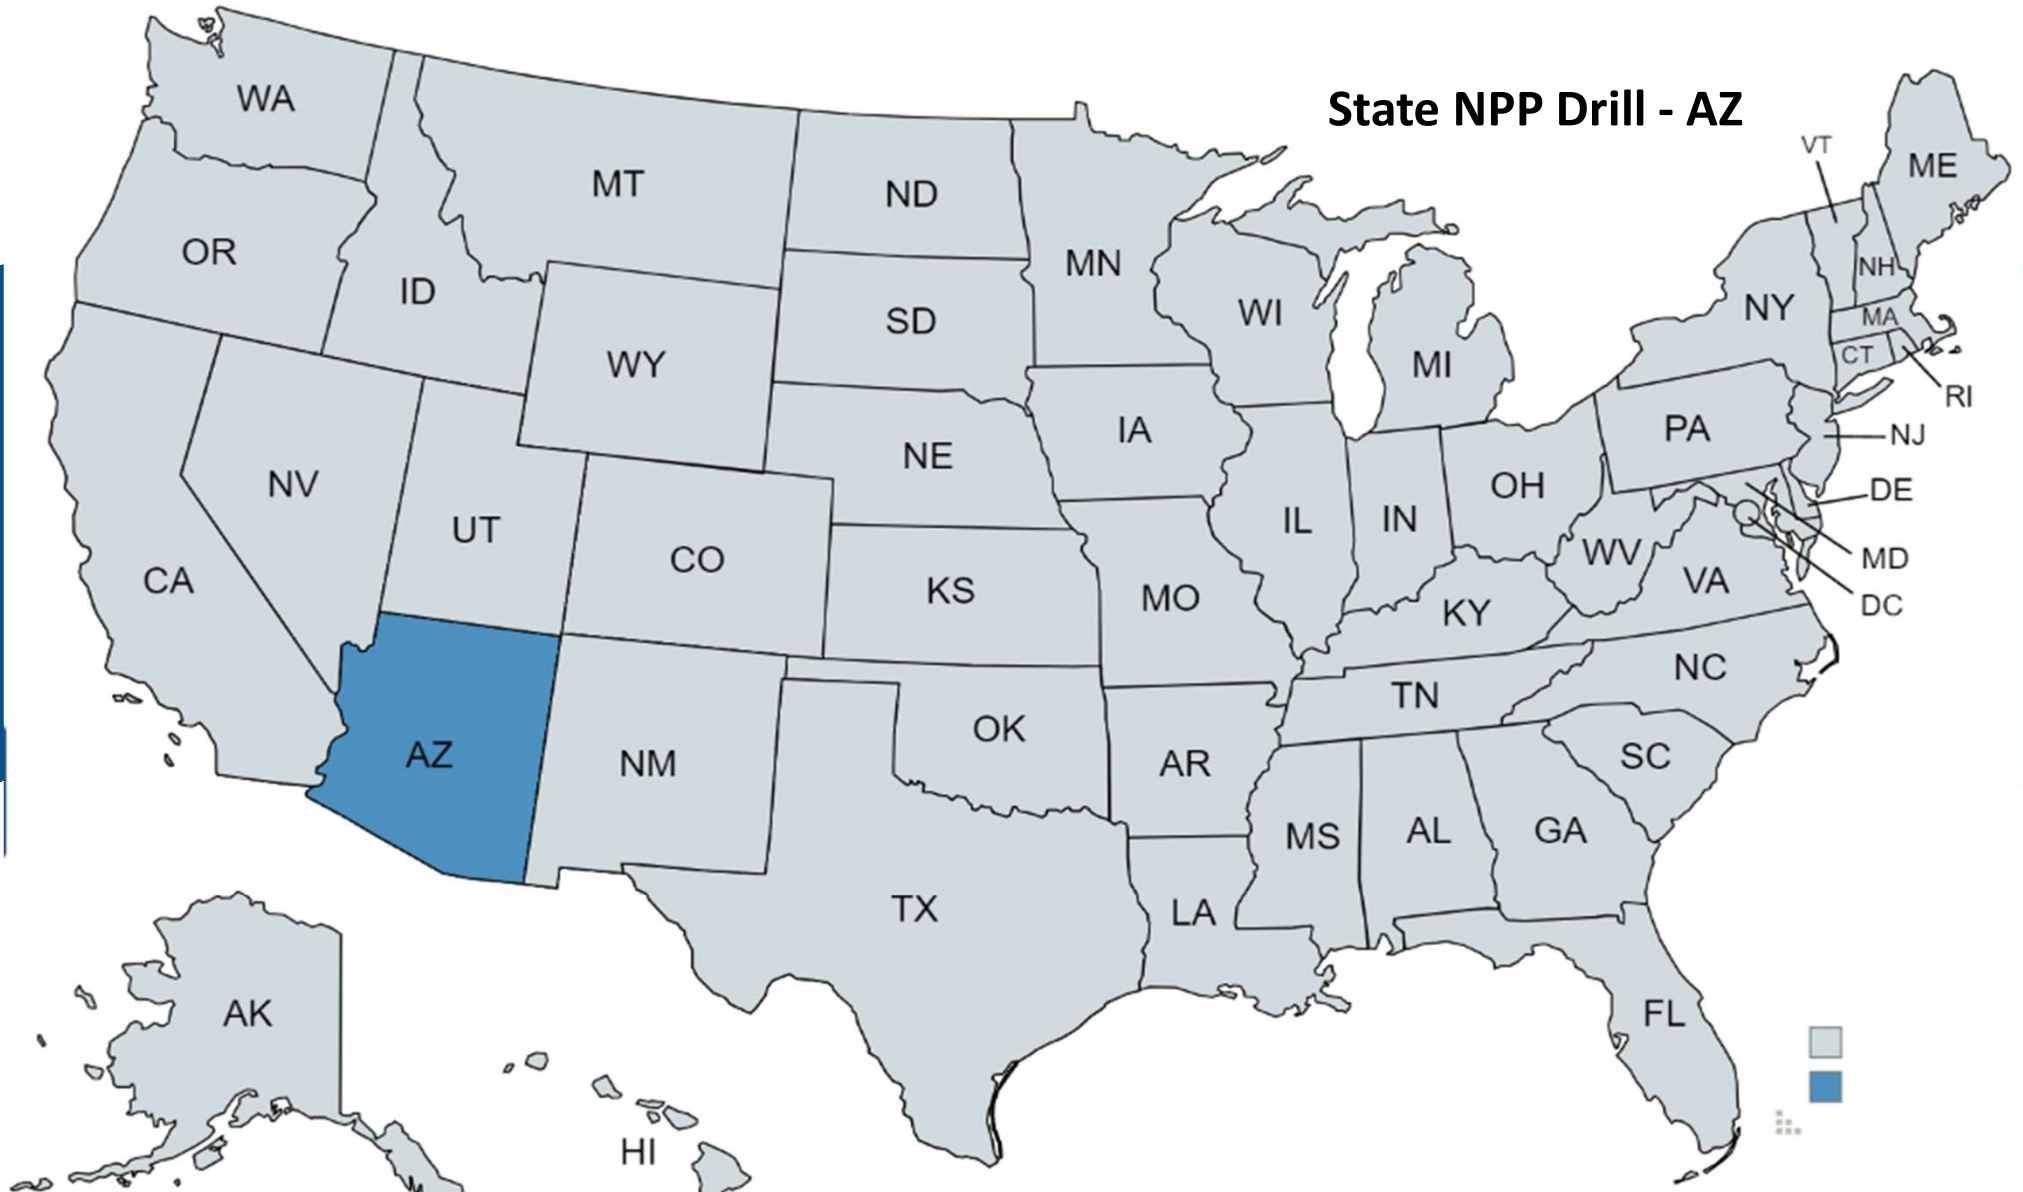 State NPP Drill - AZ
WA
MT
ND
MN
VT
ME
OR
ID
SD
WI
MI
NY
NH
MA
CT
RI
WY
NE
IA
PA
NJ
NV
UT
CO
KS
MO
IL
IN
OH
WV
VA
DE
MD
DC
CA
KY
AZ
NM
OK
AR
TN
NC
SC
TX
LA
MS
AL
GA
FL
AK
HI